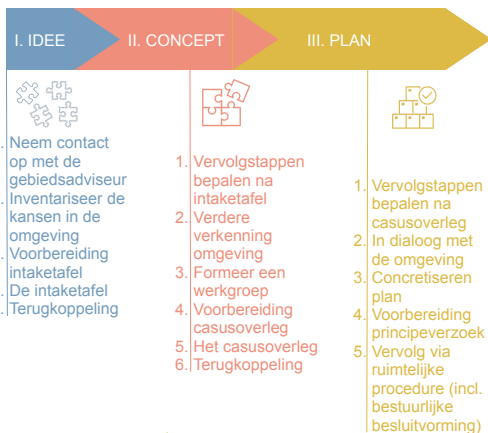 I. IDEE
II. CONCEPT
III. PLAN
. Neem contact
op met de
gebiedsadviseur
. Inventariseer de
kansen in de
omgeving
. Voorbereiding
intaketafel
. De intaketafel
. Terugkoppeling
1. Vervolgstappen
bepalen na
intaketafel
2. Verdere
verkenning
omgeving
3. Formeer een
werkgroep
4. Voorbereiding
casusoverleg
5. Het casusoverleg
6. Terugkoppeling
1. Vervolgstappen
bepalen na
casusoverleg
2. In dialoog met
de omgeving
3. Concretiseren
plan
4. Voorbereiding
principeverzoek
5. Vervolg via
ruimtelijke
procedure (incl.
bestuurlijke
besluitvorming)